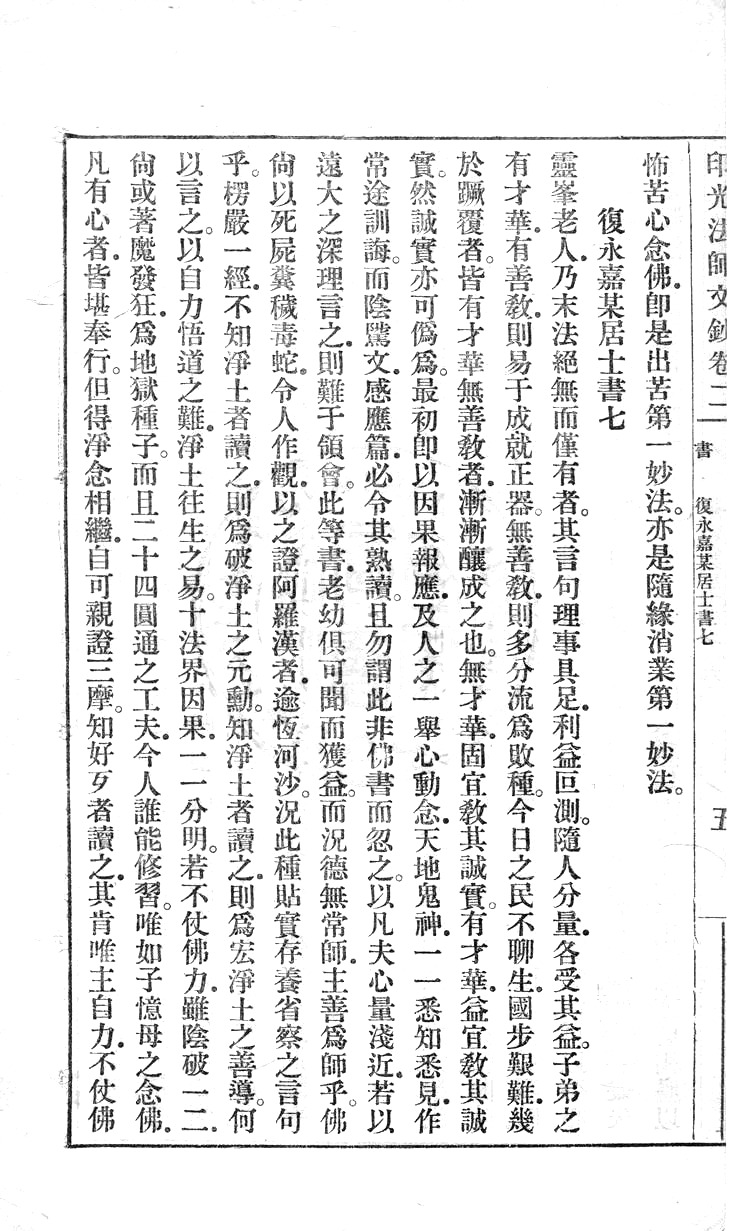 印光法師文鈔卷二 書 復永嘉某居士書七 五
怖苦心念佛．卽是出苦第一妙法。亦是隨緣消業第一妙法。
復永嘉某居士書七
靈峯老人．乃末法絕無而僅有者。其言句理事具足．利益叵測。隨人分量．各受其益。子弟之
有才華．有善敎．則易于成就正器。無善敎．則多分流爲敗種。今日之民不聊生．國步艱難．幾
於蹶覆者．皆有才華無善敎者．漸漸釀成之也。無才華．固宜敎其誠實。有才華．益宜敎其誠
實。然誠實亦可僞爲。最初卽以因果報應．及人之一舉心動念．天地鬼神．一一悉知悉見．作
常途訓誨。而陰騭文．感應篇．必令其熟讀。且勿謂此非佛書而忽之。以凡夫心量淺近．若以
遠大之深理言之．則難于領會。此等書．老幼俱可聞而獲益。而況德無常師．主善爲師乎。佛
尙以死屍糞穢毒蛇．令人作觀．以之證阿羅漢者．逾恆河沙。況此種貼實存養省察之言句
乎。楞嚴一經．不知淨土者讀之．則爲破淨土之元勳。知淨土者讀之．則爲宏淨土之善導。何
以言之。以自力悟道之難．淨土往生之易。十法界因果．一一分明。若不仗佛力．雖陰破一二．
尙或著魔發狂．爲地獄種子。而且二十四圓通之工夫．今人誰能修習。唯如子憶母之念佛．
凡有心者．皆堪奉行。但得淨念相繼．自可親證三摩。知好歹者讀之．其肯唯主自力．不仗佛